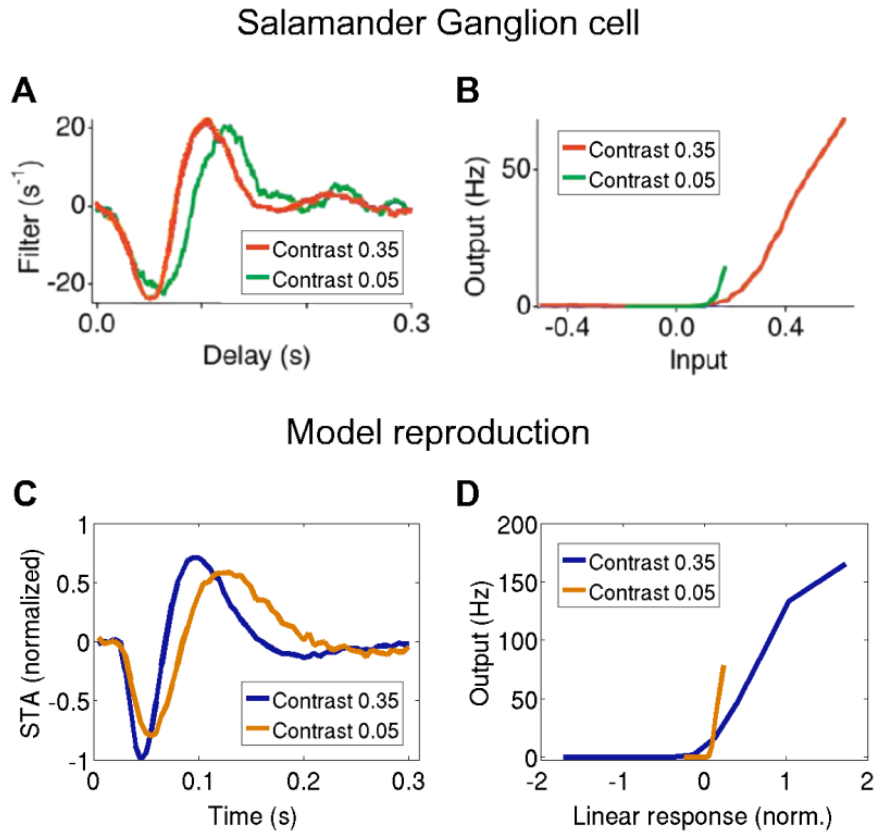 Salamander Ganglion cell
A
Filter (s⁻¹)
20
0
-20
Contrast 0.35
Contrast 0.05
0.0
0.3
Delay (s)
B
Output (Hz)
50
0
Contrast 0.35
Contrast 0.05
-0.4
0.0
0.4
Input
Model reproduction
C
STA (normalized)
1
0.5
0
-0.5
-1
Contrast 0.35
Contrast 0.05
0
0.1
0.2
0.3
Time (s)
D
Output (Hz)
200
150
100
50
0
Contrast 0.35
Contrast 0.05
-2
-1
0
1
2
Linear response (norm.)